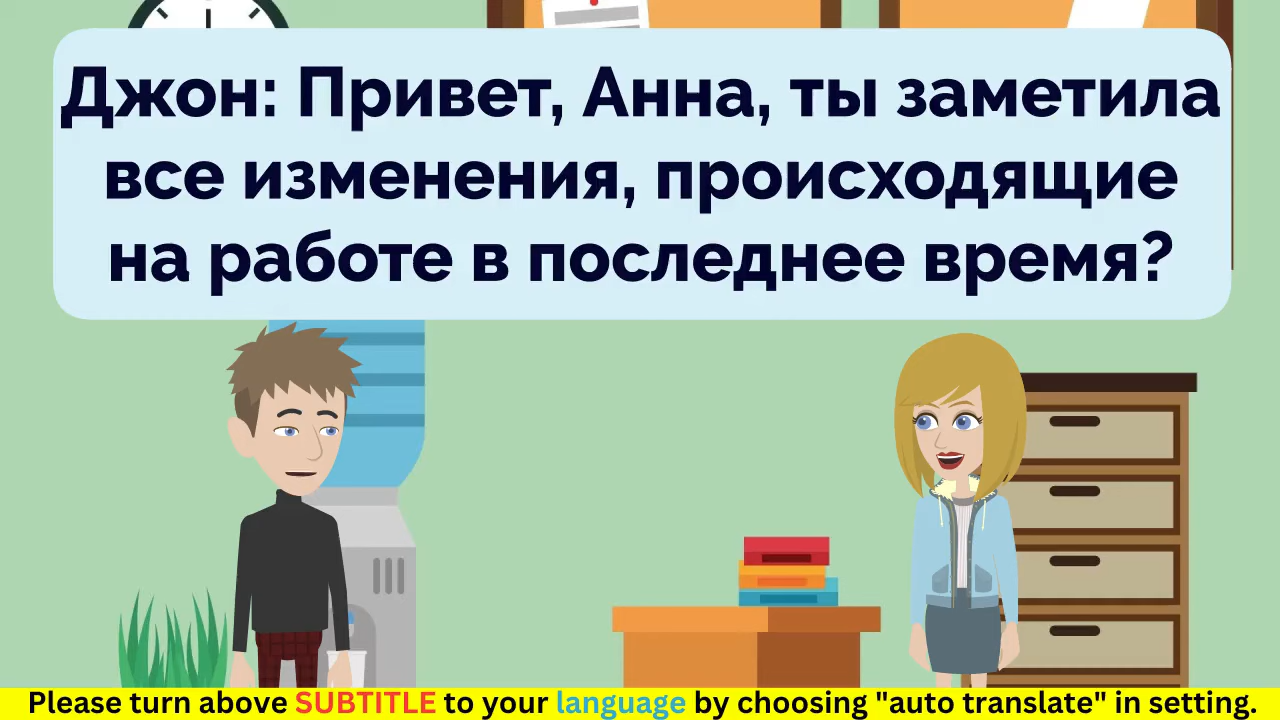 Джон: Привет, Анна, ты заметила
все изменения, происходящие
на работе в последнее время?
Please turn above SUBTITLE to your language by choosing "auto translate" in setting.